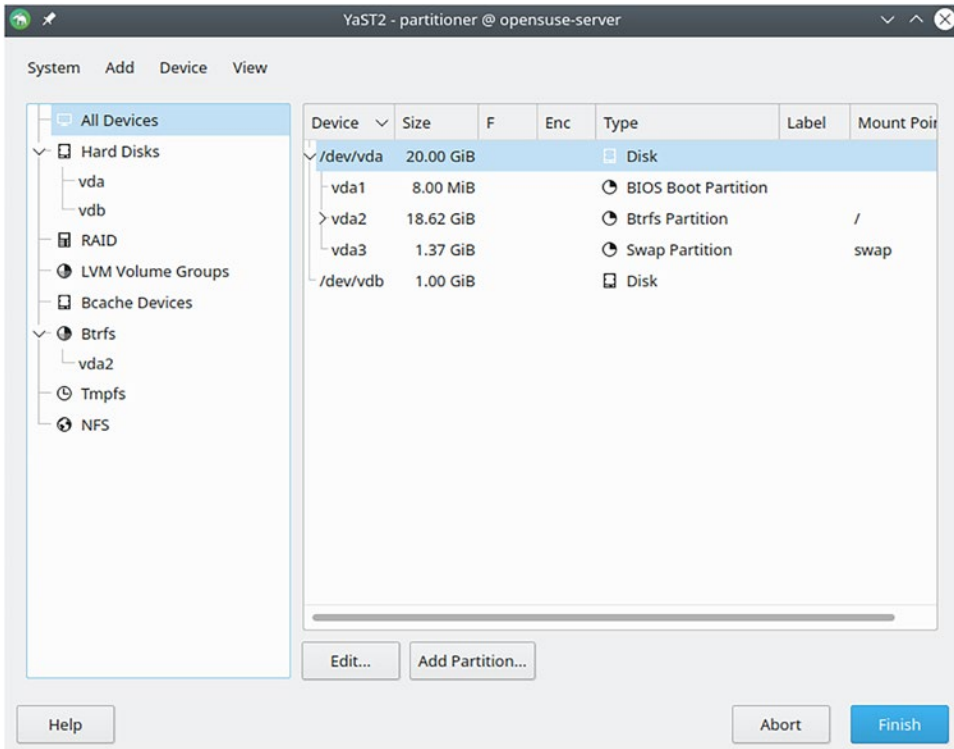 YaST2 - partitioner @ opensuse-server
System Add Device View
All Devices
Hard Disks
vda
vdb
RAID
LVM Volume Groups
Bcache Devices
Btrfs
vda2
Tmpfs
NFS
Device Size F Enc Type Label Mount Poir
/dev/vda 20.00 GiB Disk
vda1 8.00 MiB BIOS Boot Partition
vda2 18.62 GiB Btrfs Partition /
vda3 1.37 GiB Swap Partition swap
/dev/vdb 1.00 GiB Disk
Edit... Add Partition...
Help Abort Finish